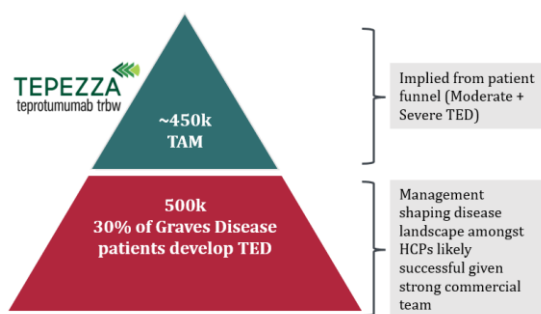 TEPEZZA
teprotumumab trbw
~450k
TAM
Implied from patient
funnel (Moderate +
Severe TED)
500k
30% of Graves Disease
patients develop TED
Management
shaping disease
landscape amongst
HCPs likely
successful given
strong commercial
team